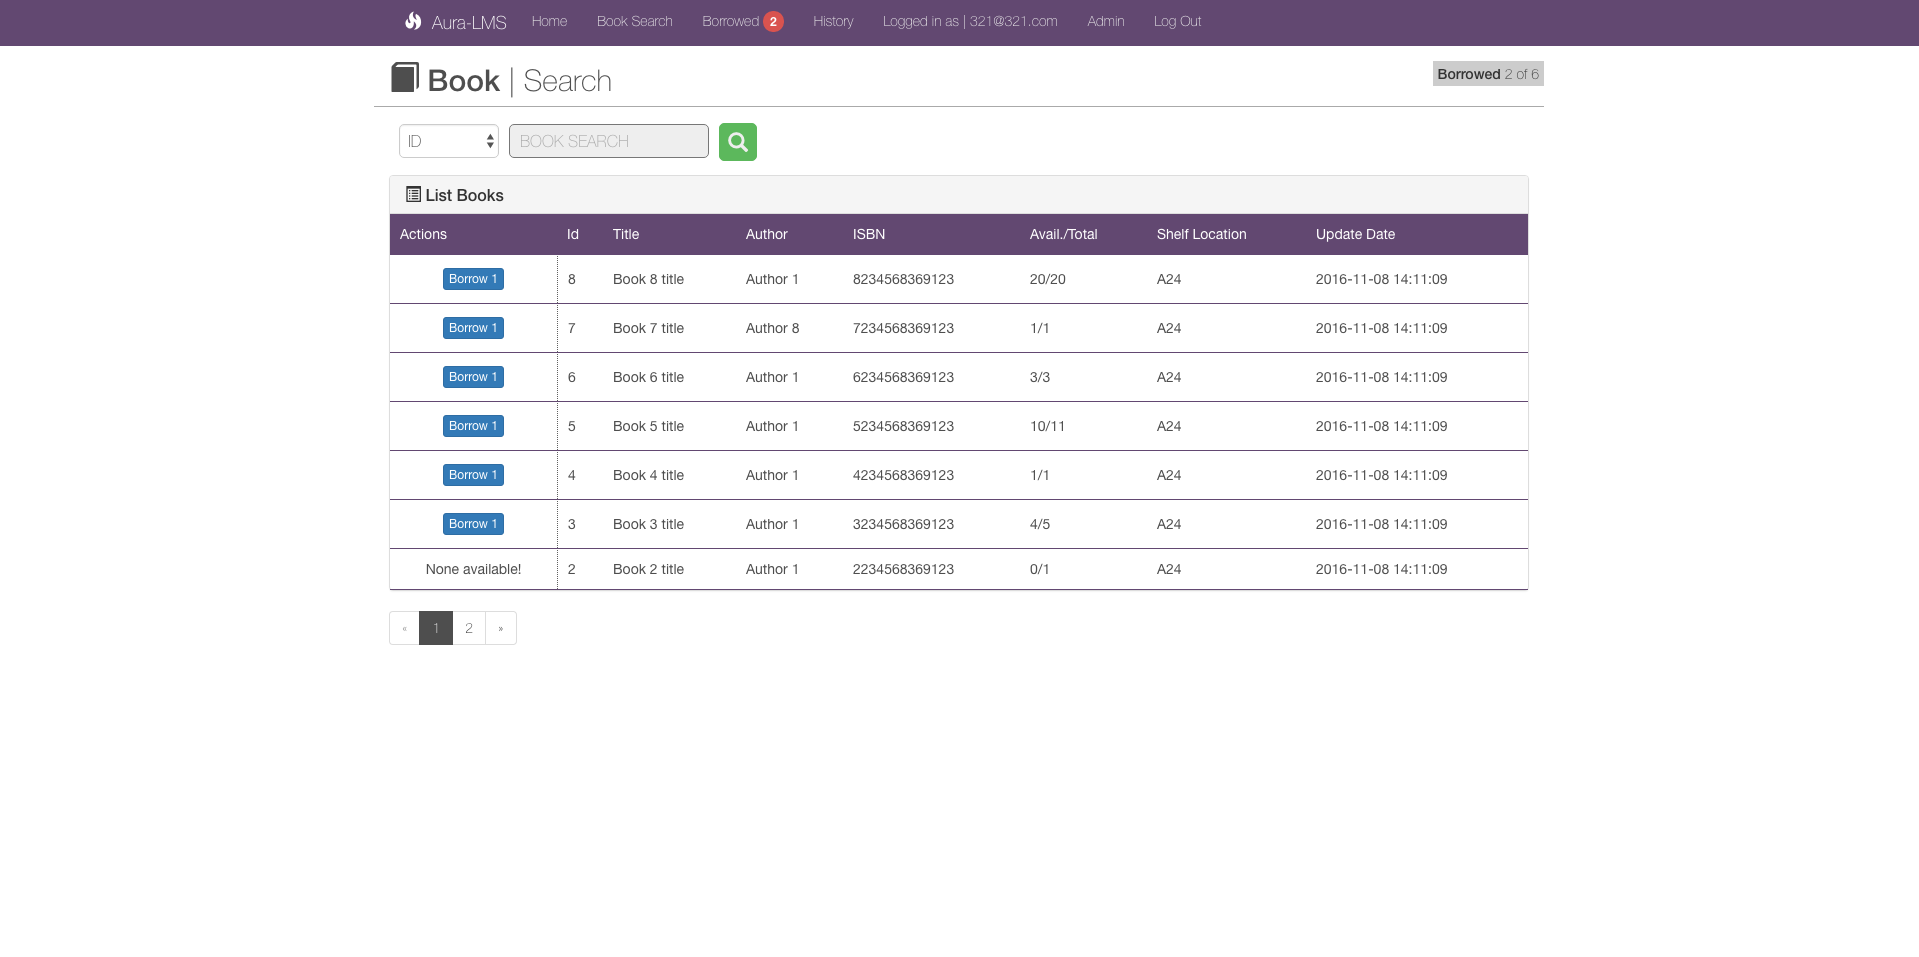 Aura-LMS Home Book Search Borrowed 2 History Logged in as | 321@321.com Admin Log Out
Book | Search
Borrowed 2 of 6
ID BOOK SEARCH
List Books
Actions Id Title Author ISBN Avail./Total Shelf Location Update Date
Borrow 1 8 Book 8 title Author 1 8234568369123 20/20 A24 2016-11-08 14:11:09
Borrow 1 7 Book 7 title Author 8 7234568369123 1/1 A24 2016-11-08 14:11:09
Borrow 1 6 Book 6 title Author 1 6234568369123 3/3 A24 2016-11-08 14:11:09
Borrow 1 5 Book 5 title Author 1 5234568369123 10/11 A24 2016-11-08 14:11:09
Borrow 1 4 Book 4 title Author 1 4234568369123 1/1 A24 2016-11-08 14:11:09
Borrow 1 3 Book 3 title Author 1 3234568369123 4/5 A24 2016-11-08 14:11:09
None available! 2 Book 2 title Author 1 2234568369123 0/1 A24 2016-11-08 14:11:09
« 1 2 »